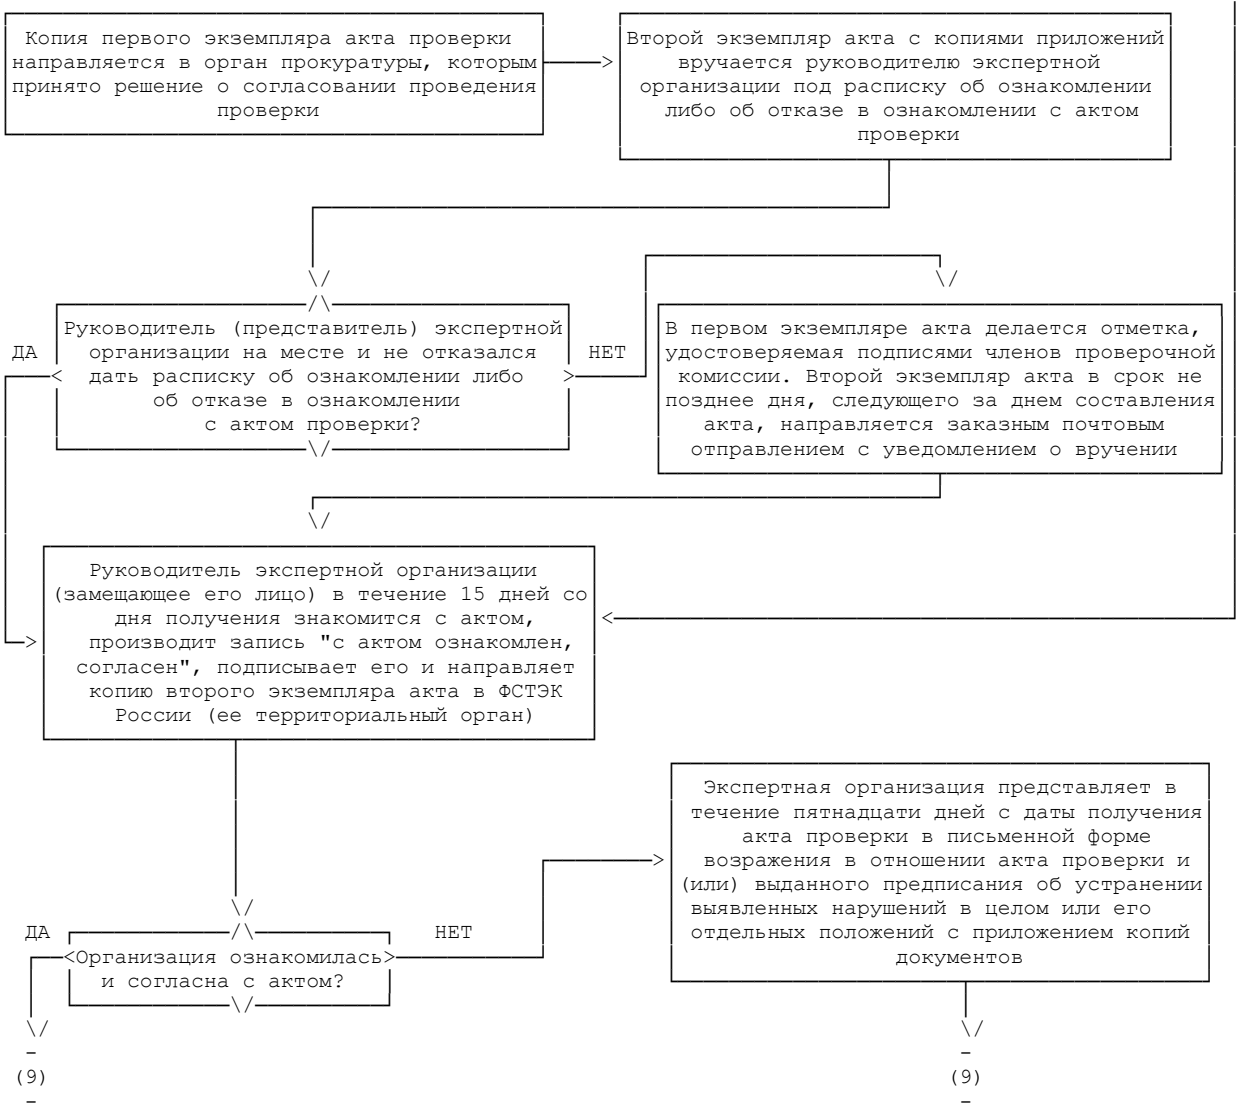 Копия первого экземпляра акта проверки
направляется в орган прокуратуры, которым
принято решение о согласовании проведения
проверки
Второй экземпляр акта с копиями приложений
вручается руководителю экспертной
организации под расписку об ознакомлении
либо об отказе в ознакомлении с актом
проверки
ДА
Руководитель (представитель) экспертной
организации на месте и не отказался
дать расписку об ознакомлении либо
об отказе в ознакомлении
с актом проверки?
НЕТ
В первом экземпляре акта делается отметка,
удостоверяемая подписями членов проверочной
комиссии. Второй экземпляр акта в срок не
позднее дня, следующего за днем составления
акта, направляется заказным почтовым
отправлением с уведомлением о вручении
Руководитель экспертной организации
(замещающее его лицо) в течение 15 дней со
дня получения знакомится с актом,
производит запись "с актом ознакомлен,
согласен", подписывает его и направляет
копию второго экземпляра акта в ФСТЭК
России (ее территориальный орган)
Экспертная организация представляет в
течение пятнадцати дней с даты получения
акта проверки в письменной форме
возражения в отношении акта проверки и
(или) выданного предписания об устранении
выявленных нарушений в целом или его
отдельных положений с приложением копий
документов
ДА
Организация ознакомилась
и согласна с актом?
НЕТ
(9)
(9)